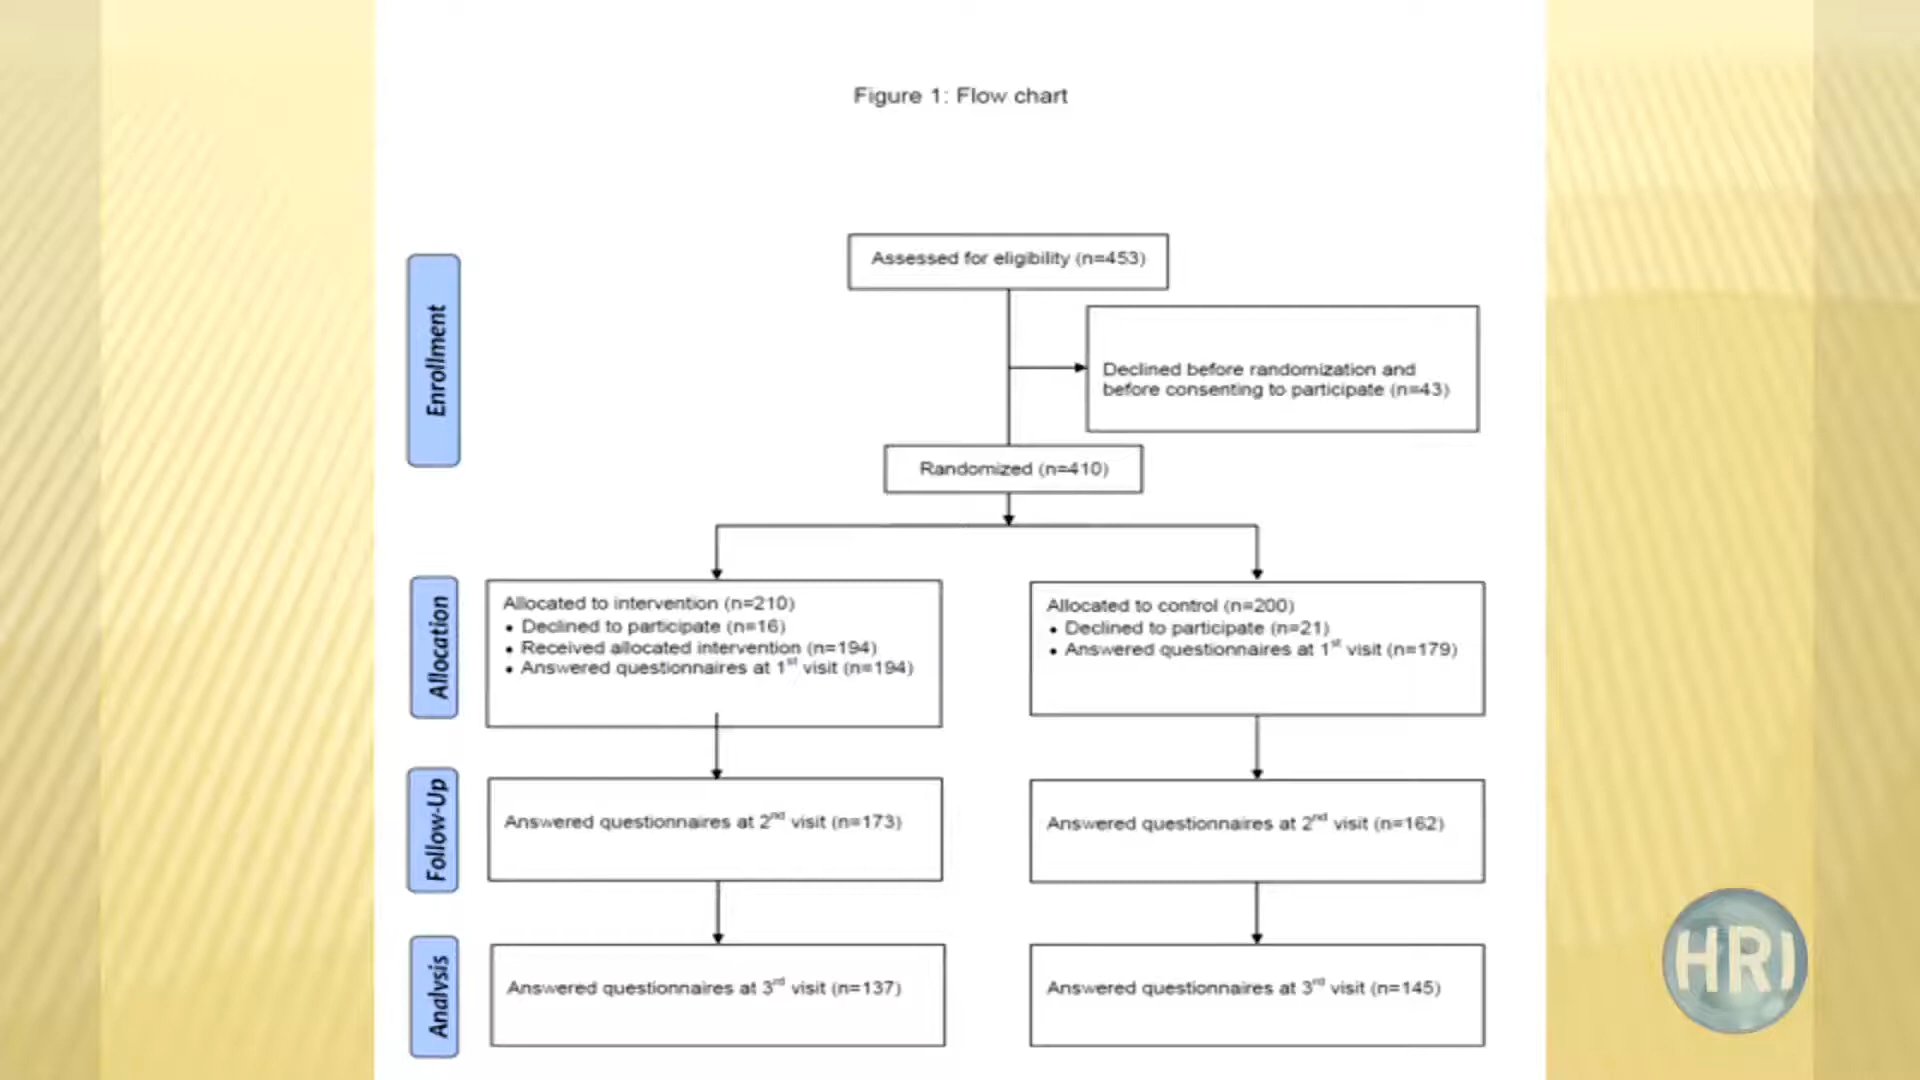 Figure 1: Flow chart
Enrollment
Assessed for eligibility (n=453)
Declined before randomization and
before consenting to participate (n=43)
Randomized (n=410)
Allocation
Allocated to intervention (n=210)
• Declined to participate (n=16)
• Received allocated intervention (n=194)
• Answered questionnaires at 1st visit (n=194)
Allocated to control (n=200)
• Declined to participate (n=21)
• Answered questionnaires at 1st visit (n=179)
Follow-Up
Answered questionnaires at 2nd visit (n=173)
Answered questionnaires at 2nd visit (n=162)
Analysis
Answered questionnaires at 3rd visit (n=137)
Answered questionnaires at 3rd visit (n=145)
HRI